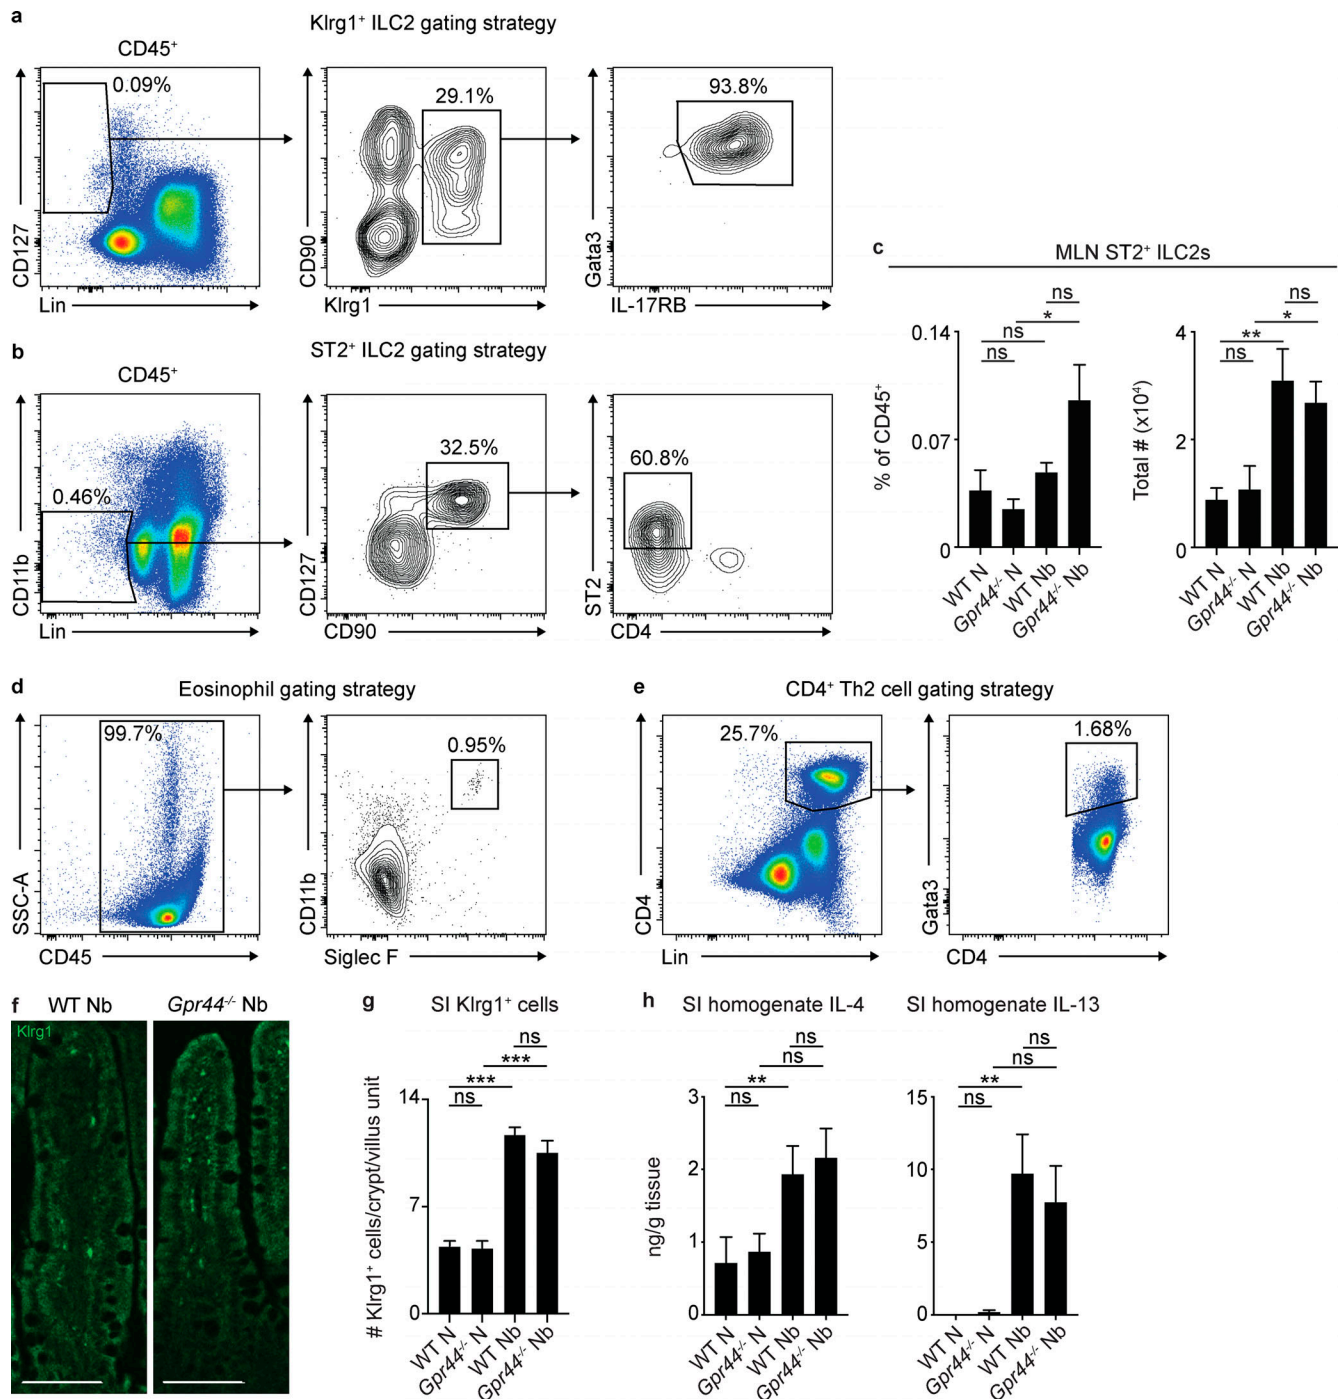 a
Klrg1⁺ ILC2 gating strategy
CD45⁺
0.09%
29.1%
93.8%
CD127
Lin
CD90
Klrg1
Gata3
IL-17RB
b
ST2⁺ ILC2 gating strategy
CD45⁺
0.46%
32.5%
60.8%
CD11b
Lin
CD127
CD90
ST2
CD4
c
MLN ST2⁺ ILC2s
ns
*
ns
ns
0.14
0.07
0
% of CD45⁺
WT N
Gpr44⁻/⁻ N
WT Nb
Gpr44⁻/⁻ Nb
ns
*
**
ns
4
2
0
Total # (x10⁴)
WT N
Gpr44⁻/⁻ N
WT Nb
Gpr44⁻/⁻ Nb
d
Eosinophil gating strategy
99.7%
0.95%
SSC-A
CD45
CD11b
Siglec F
e
CD4⁺ Th2 cell gating strategy
25.7%
1.68%
CD4
Lin
Gata3
CD4
f
WT Nb
Gpr44⁻/⁻ Nb
Klrg1
g
SI Klrg1⁺ cells
ns
***
***
ns
14
7
0
# Klrg1⁺ cells/crypt/villus unit
WT N
Gpr44⁻/⁻ N
WT Nb
Gpr44⁻/⁻ Nb
h
SI homogenate IL-4
ns
ns
**
ns
3
2
1
0
ng/g tissue
WT N
Gpr44⁻/⁻ N
WT Nb
Gpr44⁻/⁻ Nb
SI homogenate IL-13
ns
ns
**
ns
15
10
5
0
WT N
Gpr44⁻/⁻ N
WT Nb
Gpr44⁻/⁻ Nb